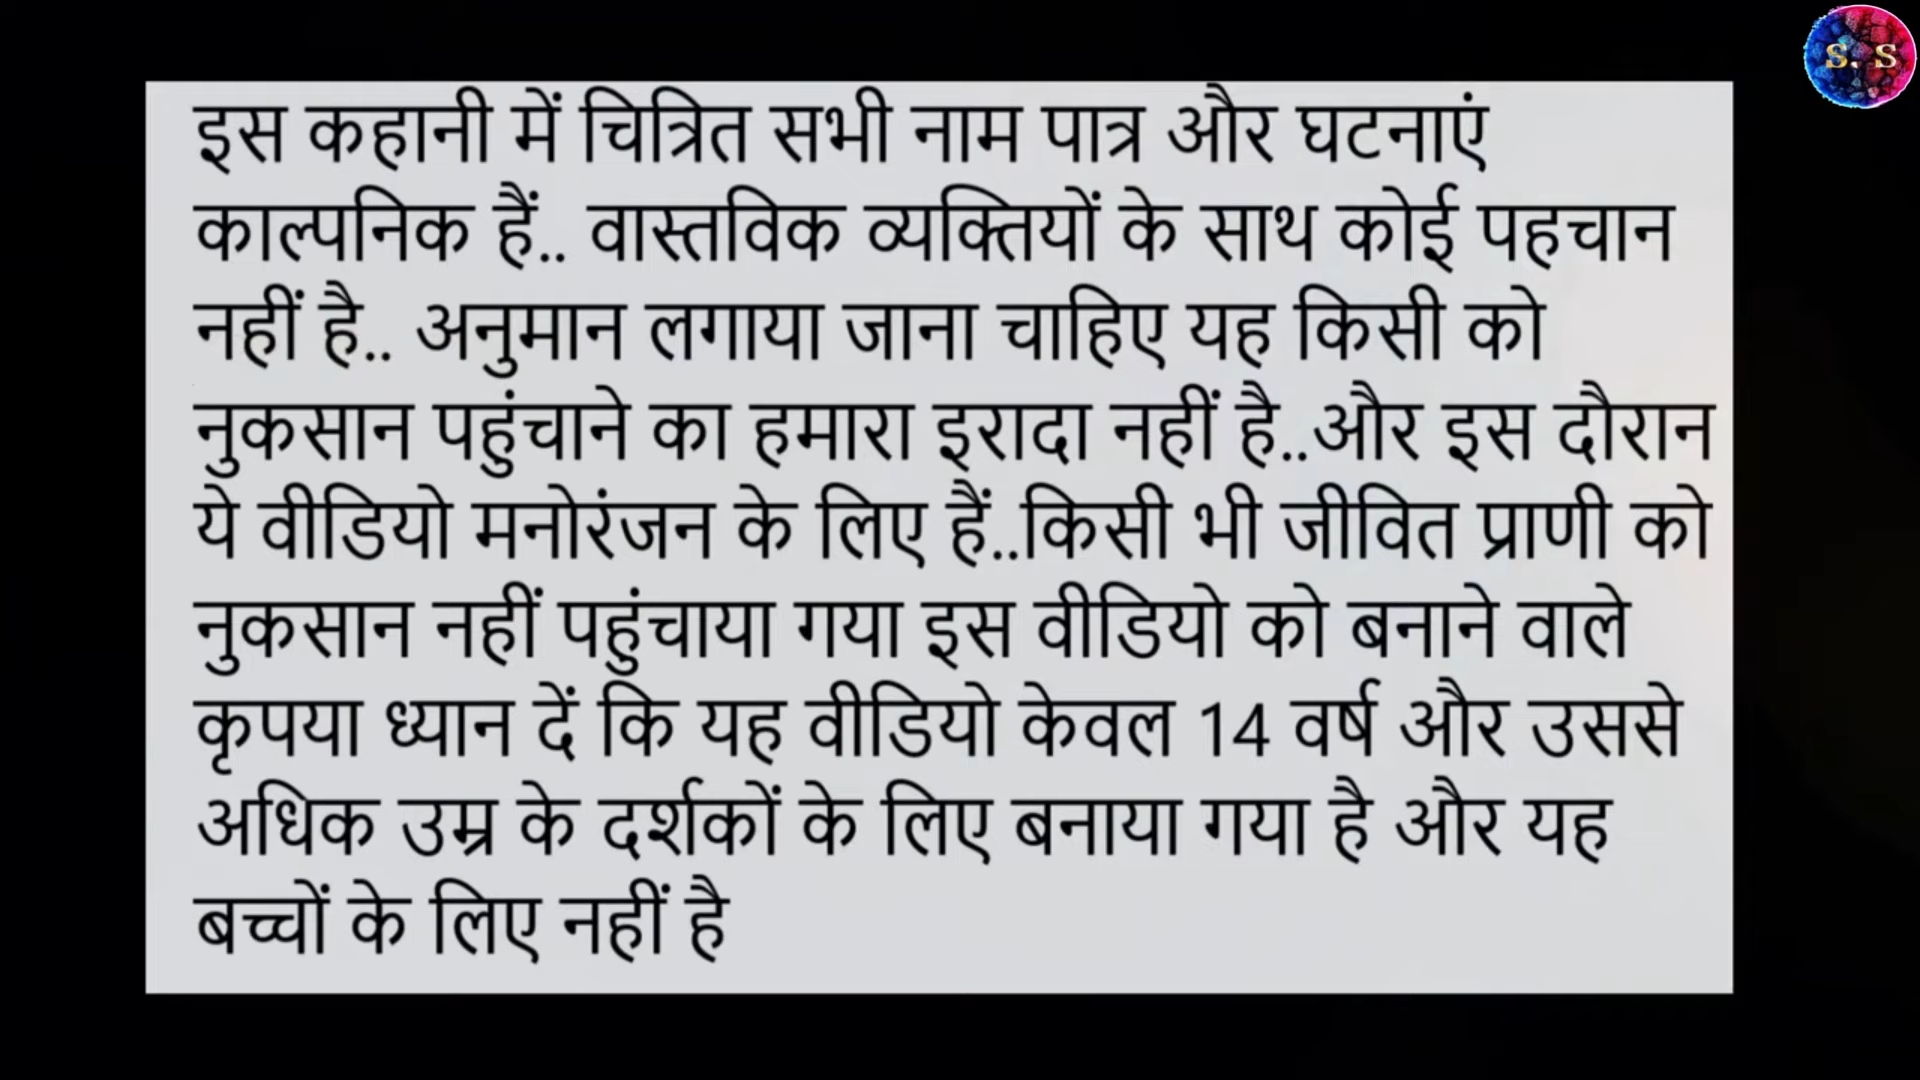 S. S
इस कहानी में चित्रित सभी नाम पात्र और घटनाएं
काल्पनिक हैं.. वास्तविक व्यक्तियों के साथ कोई पहचान
नहीं है.. अनुमान लगाया जाना चाहिए यह किसी को
नुकसान पहुंचाने का हमारा इरादा नहीं है..और इस दौरान
ये वीडियो मनोरंजन के लिए हैं..किसी भी जीवित प्राणी को
नुकसान नहीं पहुंचाया गया इस वीडियो को बनाने वाले
कृपया ध्यान दें कि यह वीडियो केवल 14 वर्ष और उससे
अधिक उम्र के दर्शकों के लिए बनाया गया है और यह
बच्चों के लिए नहीं है